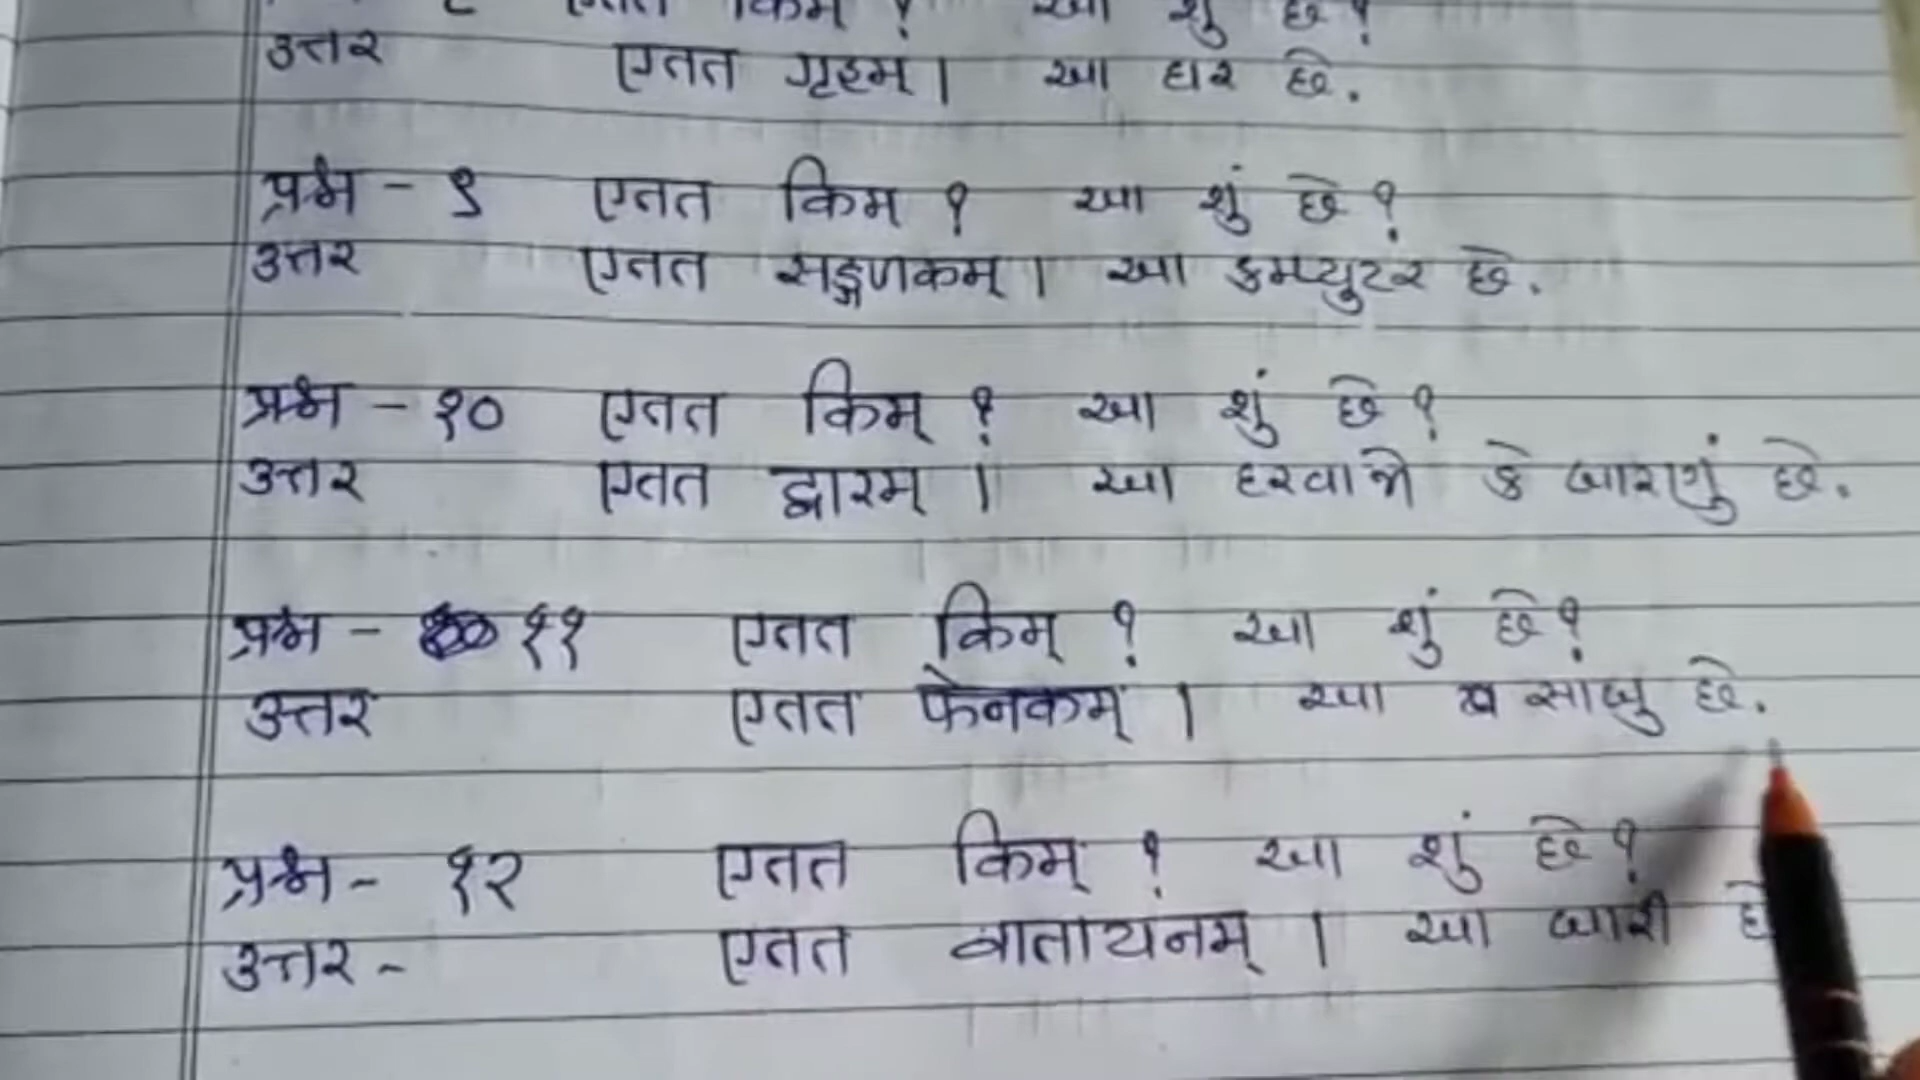 एतत किम ? આ શું છે ?
उत्तर एतत गृहम् । આ ઘર છે.
प्रश्न - ९ एतत किम ? આ શું છે ?
उत्तर एतत सङ्गणकम् । આ કમ્પ્યુટર છે.
प्रश्न - १० एतत किम् ? આ શું છે ?
उत्तर एतत द्वारम् । આ દરવાજો કે બારણું છે.
प्रश्न - ११ एतत किम् ? આ શું છે ?
उत्तर एतत फेनकम् । આ સાબુ છે.
प्रश्न - १२ एतत किम् ? આ શું છે ?
उत्तर - एतत वातायनम् । આ બારી છે